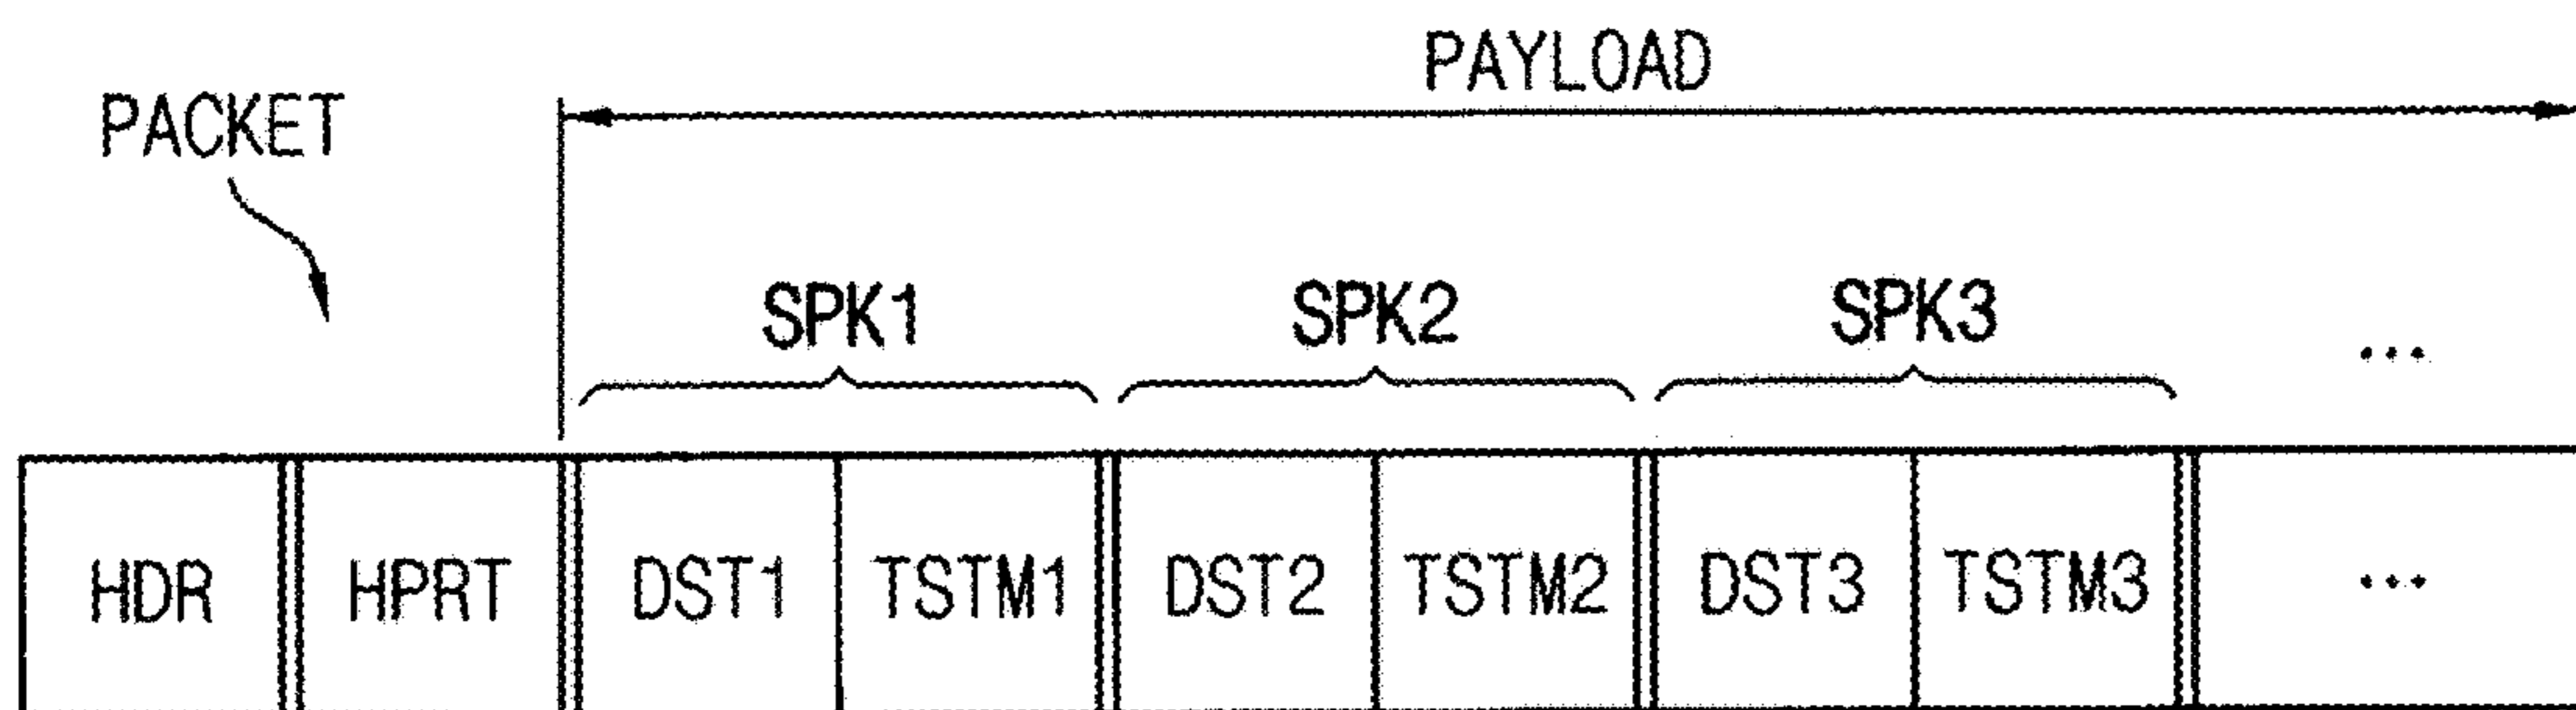 PAYLOAD
PACKET
SPK1 SPK2 SPK3 ...
HDR HPRT DST1 TSTM1 DST2 TSTM2 DST3 TSTM3 ...